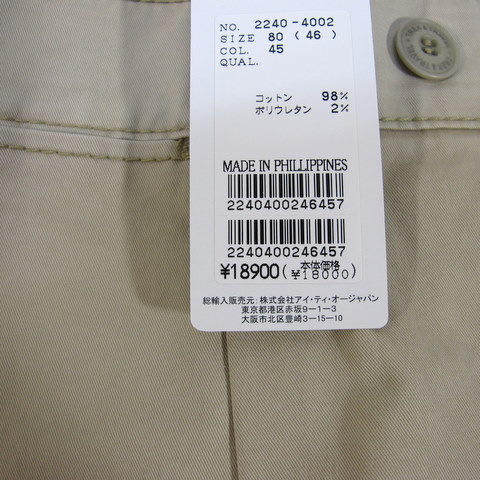 NO. 2240-4002
SIZE 80 ( 46 )
COL. 45
QUAL.
コットン 98%
ポリウレタン 2%
MADE IN PHILLIPPINES
2240400246457
2240400246457
¥18900(本体価格 ¥18000)
総輸入販売元:株式会社アイ・ティ・オージャパン
東京都港区赤坂9-1-3
大阪市北区豊崎3-15-10